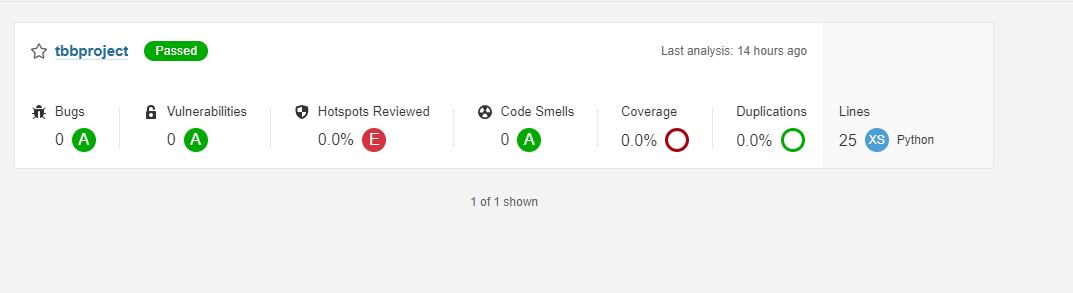 tbbproject Passed Last analysis: 14 hours ago
Bugs Vulnerabilities Hotspots Reviewed Code Smells Coverage Duplications Lines
0 A 0 A 0.0% E 0 A 0.0% 0.0% 25 XS Python
1 of 1 shown